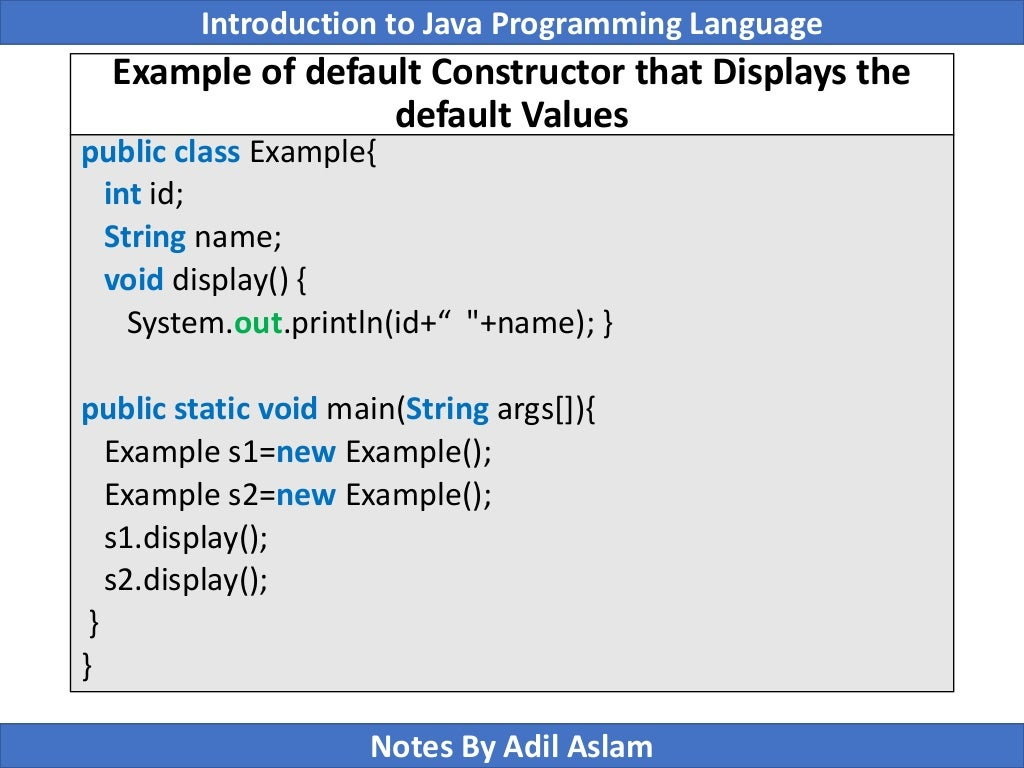 Introduction to Java Programming Language
Example of default Constructor that Displays the
default Values
public class Example{
int id;
String name;
void display() {
System.out.println(id+“  "+name); }
public static void main(String args[]){
Example s1=new Example();
Example s2=new Example();
s1.display();
s2.display();
}
}
Notes By Adil Aslam